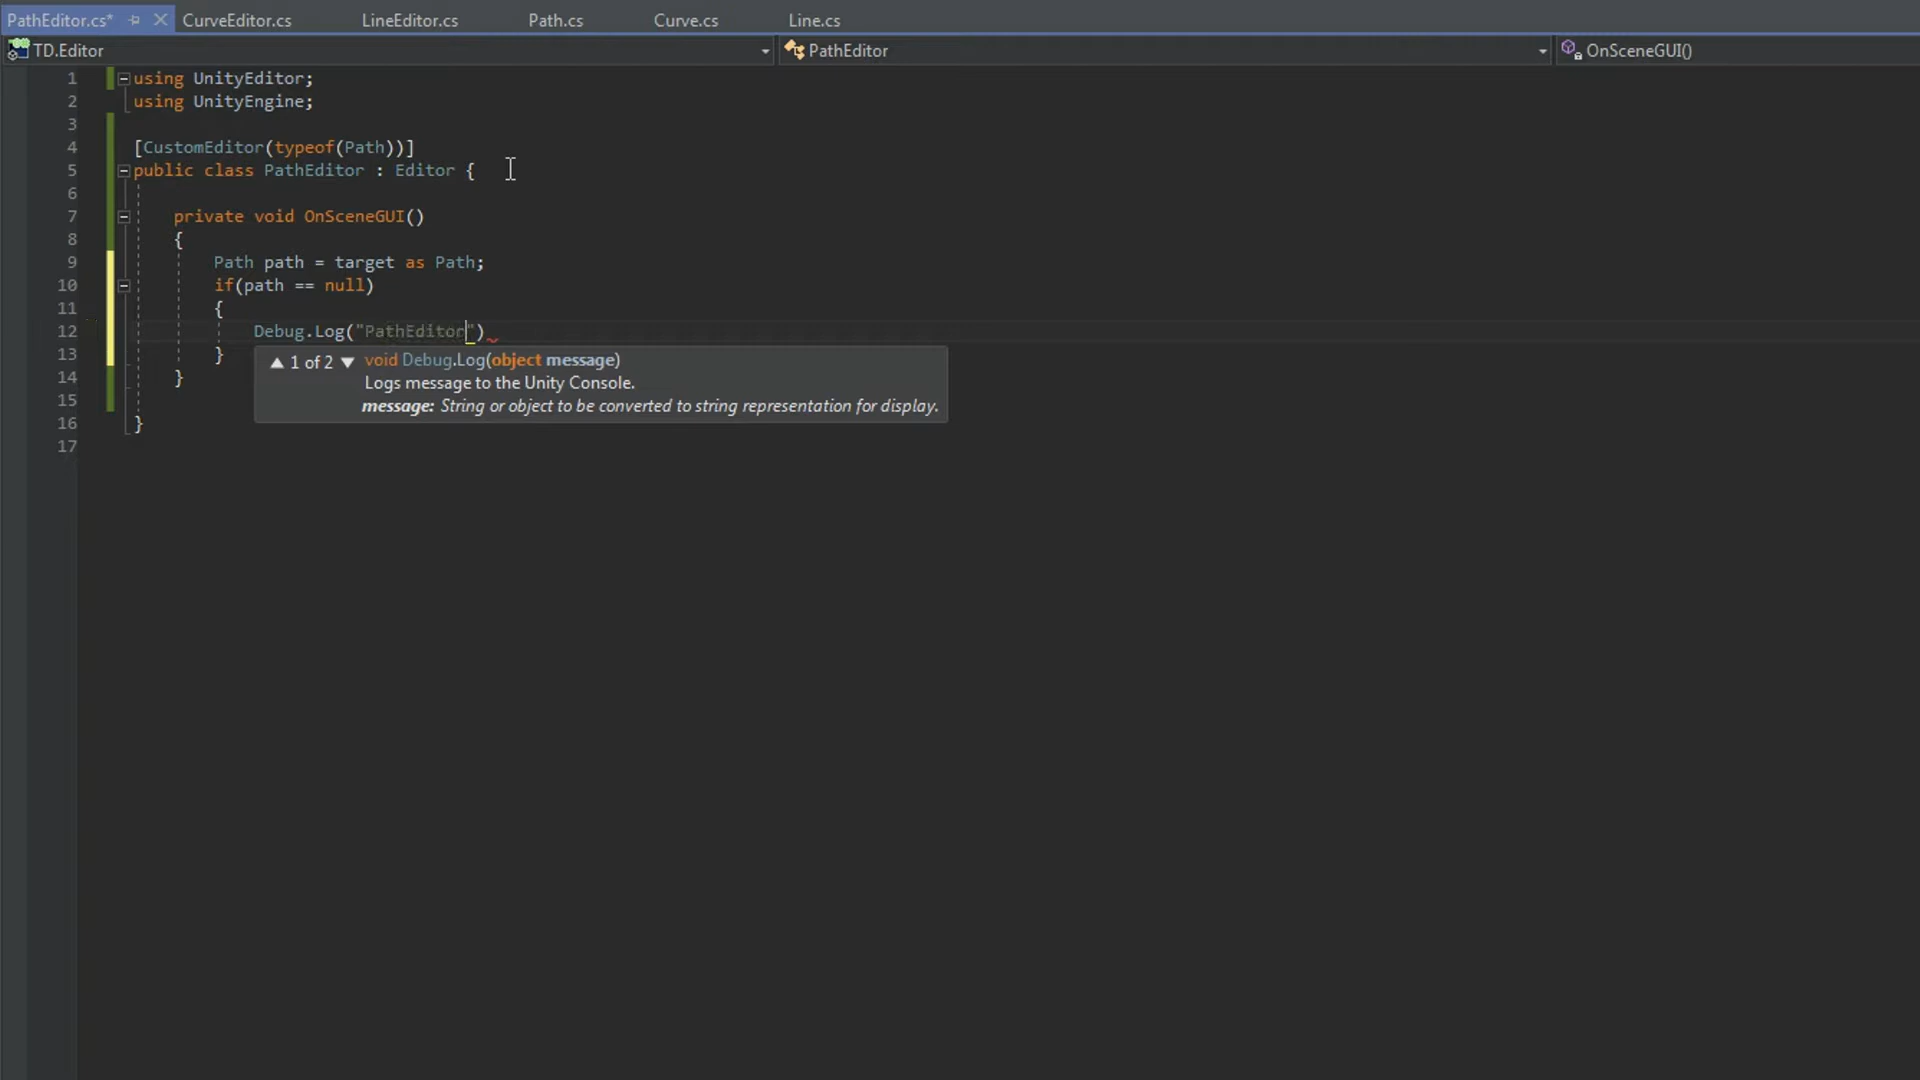 PathEditor.cs* CurveEditor.cs LineEditor.cs Path.cs Curve.cs Line.cs
TD.Editor PathEditor OnSceneGUI()
1 using UnityEditor;
2 using UnityEngine;
3
4 [CustomEditor(typeof(Path))]
5 public class PathEditor : Editor {
6
7 private void OnSceneGUI()
8 {
9 Path path = target as Path;
10 if(path == null)
11 {
12 Debug.Log("PathEditor")
13 }
▲ 1 of 2 ▼ void Debug.Log(object message)
Logs message to the Unity Console.
message: String or object to be converted to string representation for display.
14 }
15
16 }
17